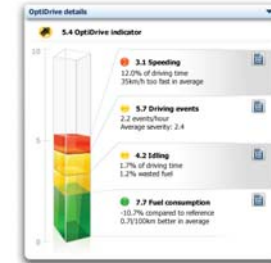 OptiDrive details
5.4 OptiDrive indicator
10
3.1 Speeding
12.0% of driving time
35km/h too fast in average
5.7 Driving events
2.2 events/hour
Average severity: 2.4
5
4.2 Idling
1.7% of driving time
1.2% wasted fuel
7.7 Fuel consumption
-10.7% compared to reference
0.7l/100km better in average
0